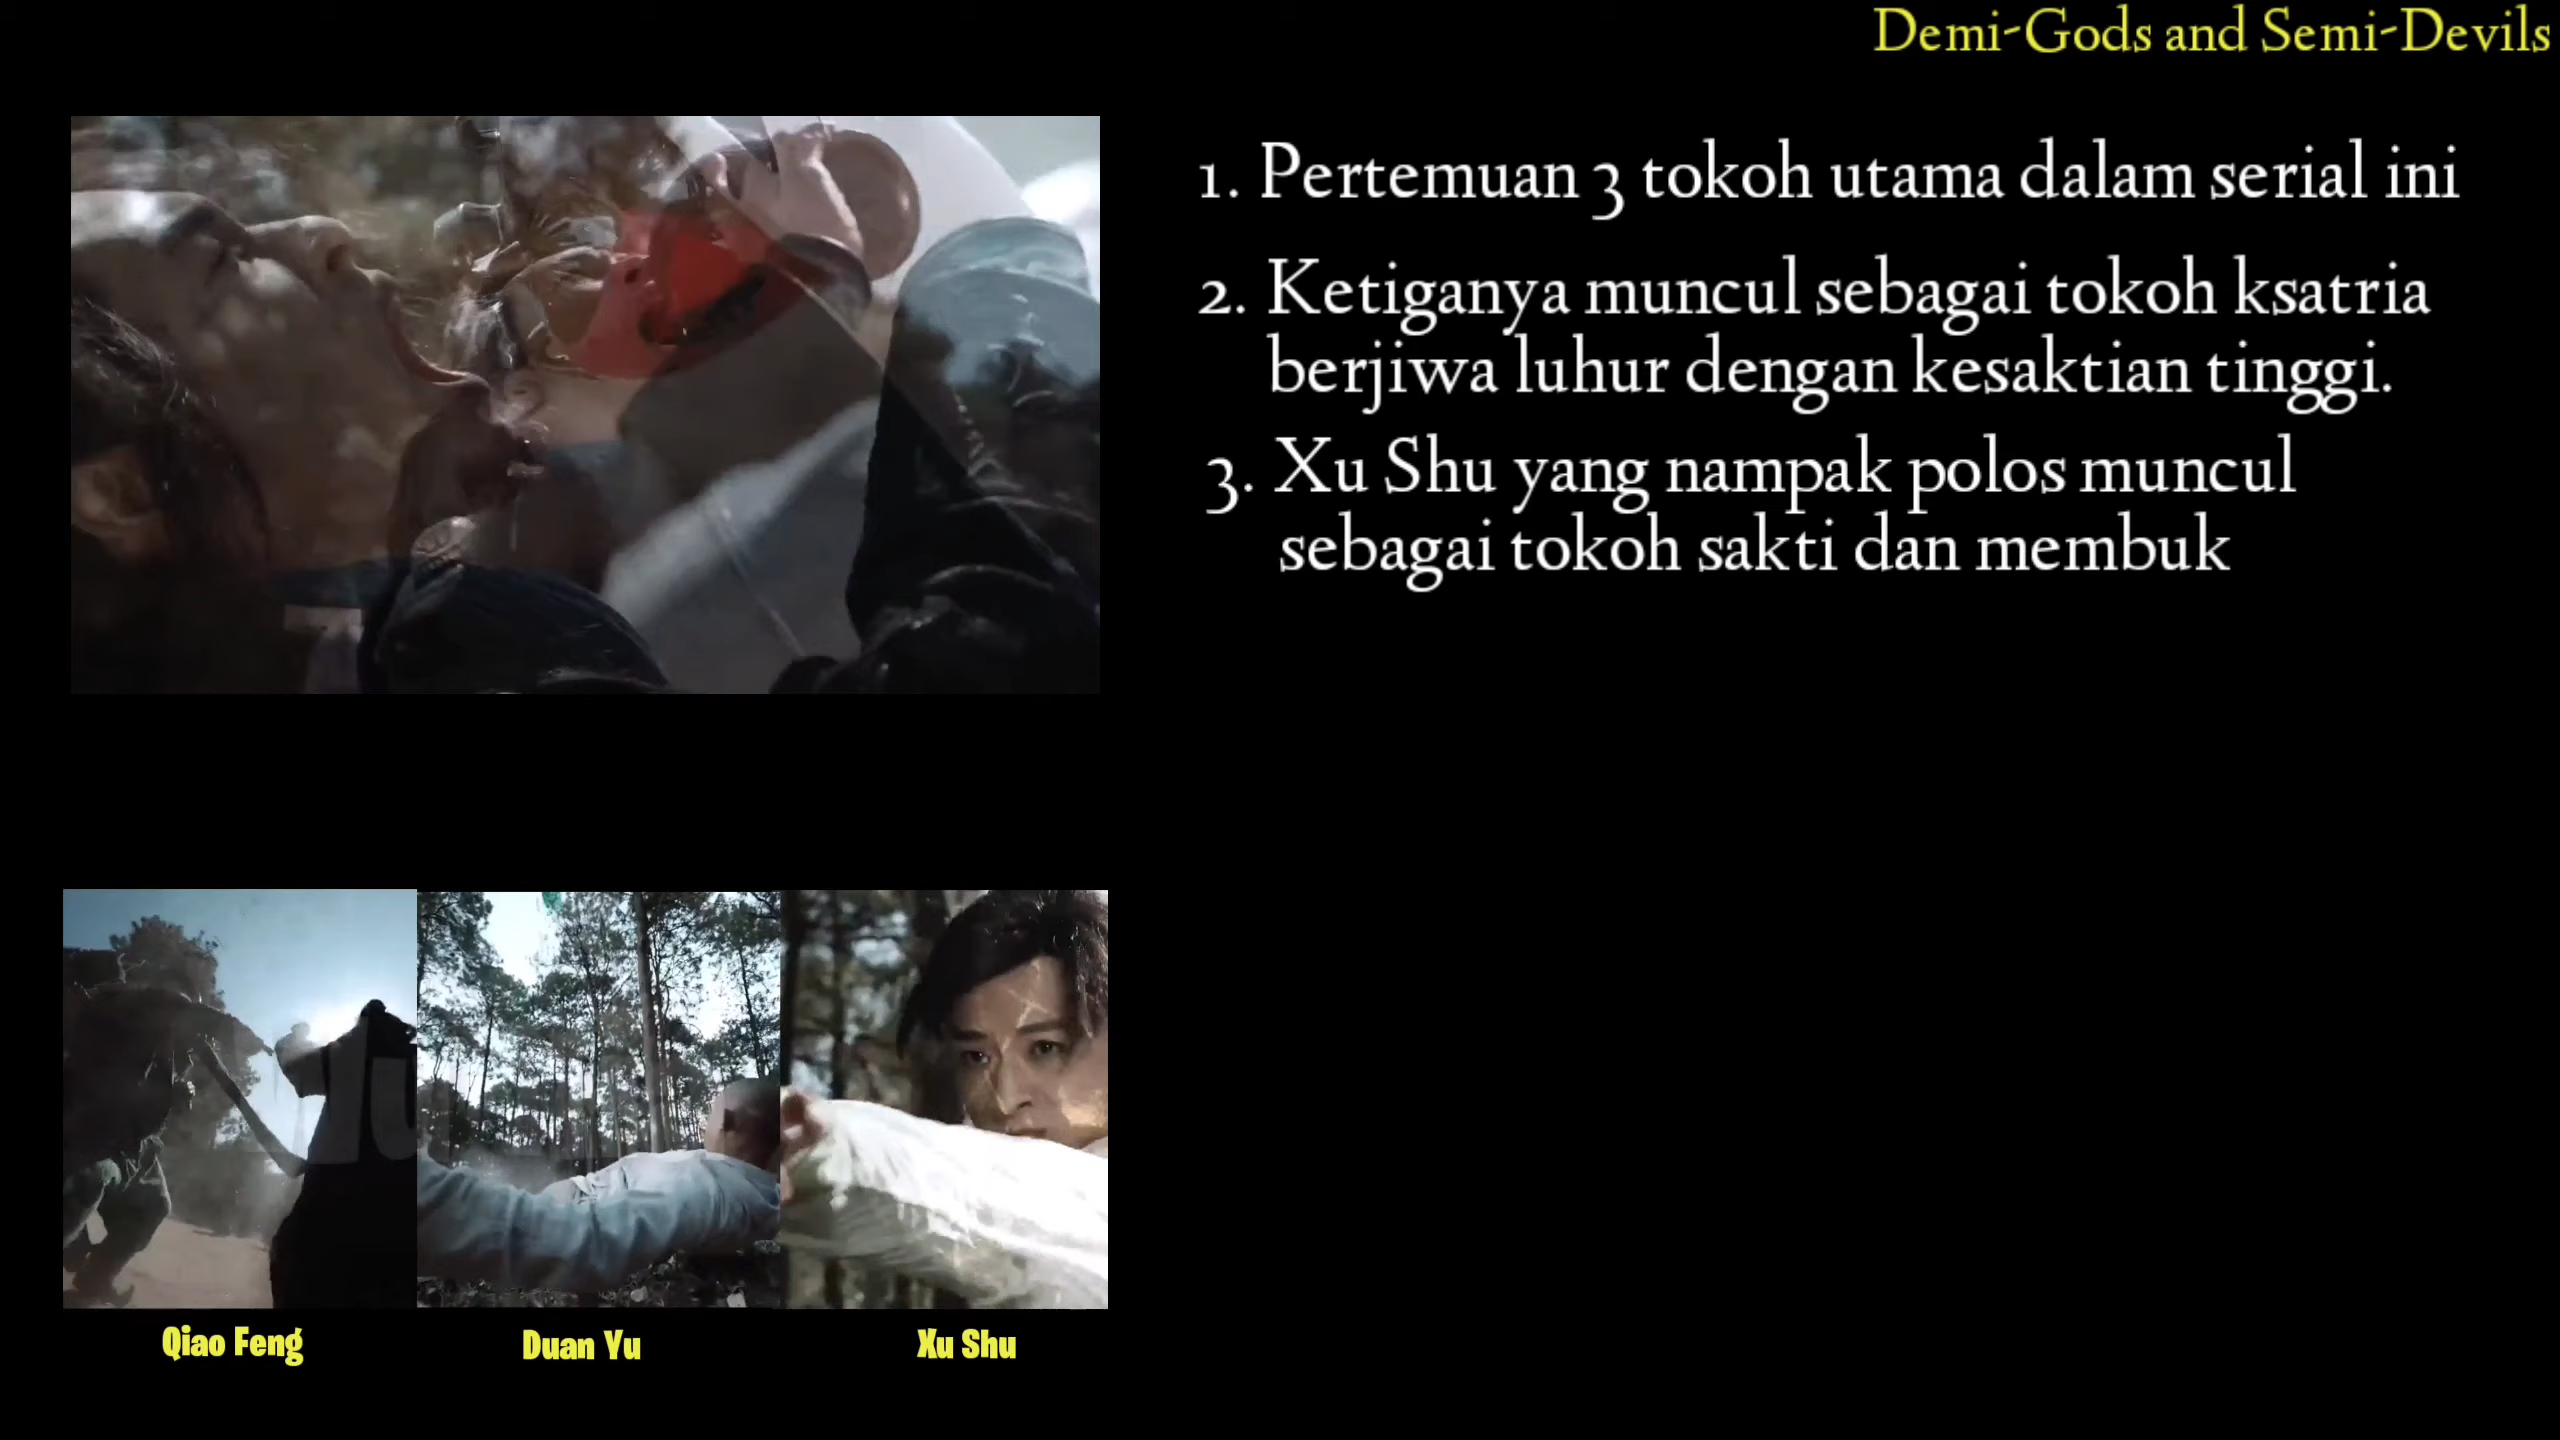 Demi-Gods and Semi-Devils
1. Pertemuan 3 tokoh utama dalam serial ini
2. Ketiganya muncul sebagai tokoh ksatria
berjiwa luhur dengan kesaktian tinggi.
3. Xu Shu yang nampak polos muncul
sebagai tokoh sakti dan membuk
Qiao Feng
Duan Yu
Xu Shu